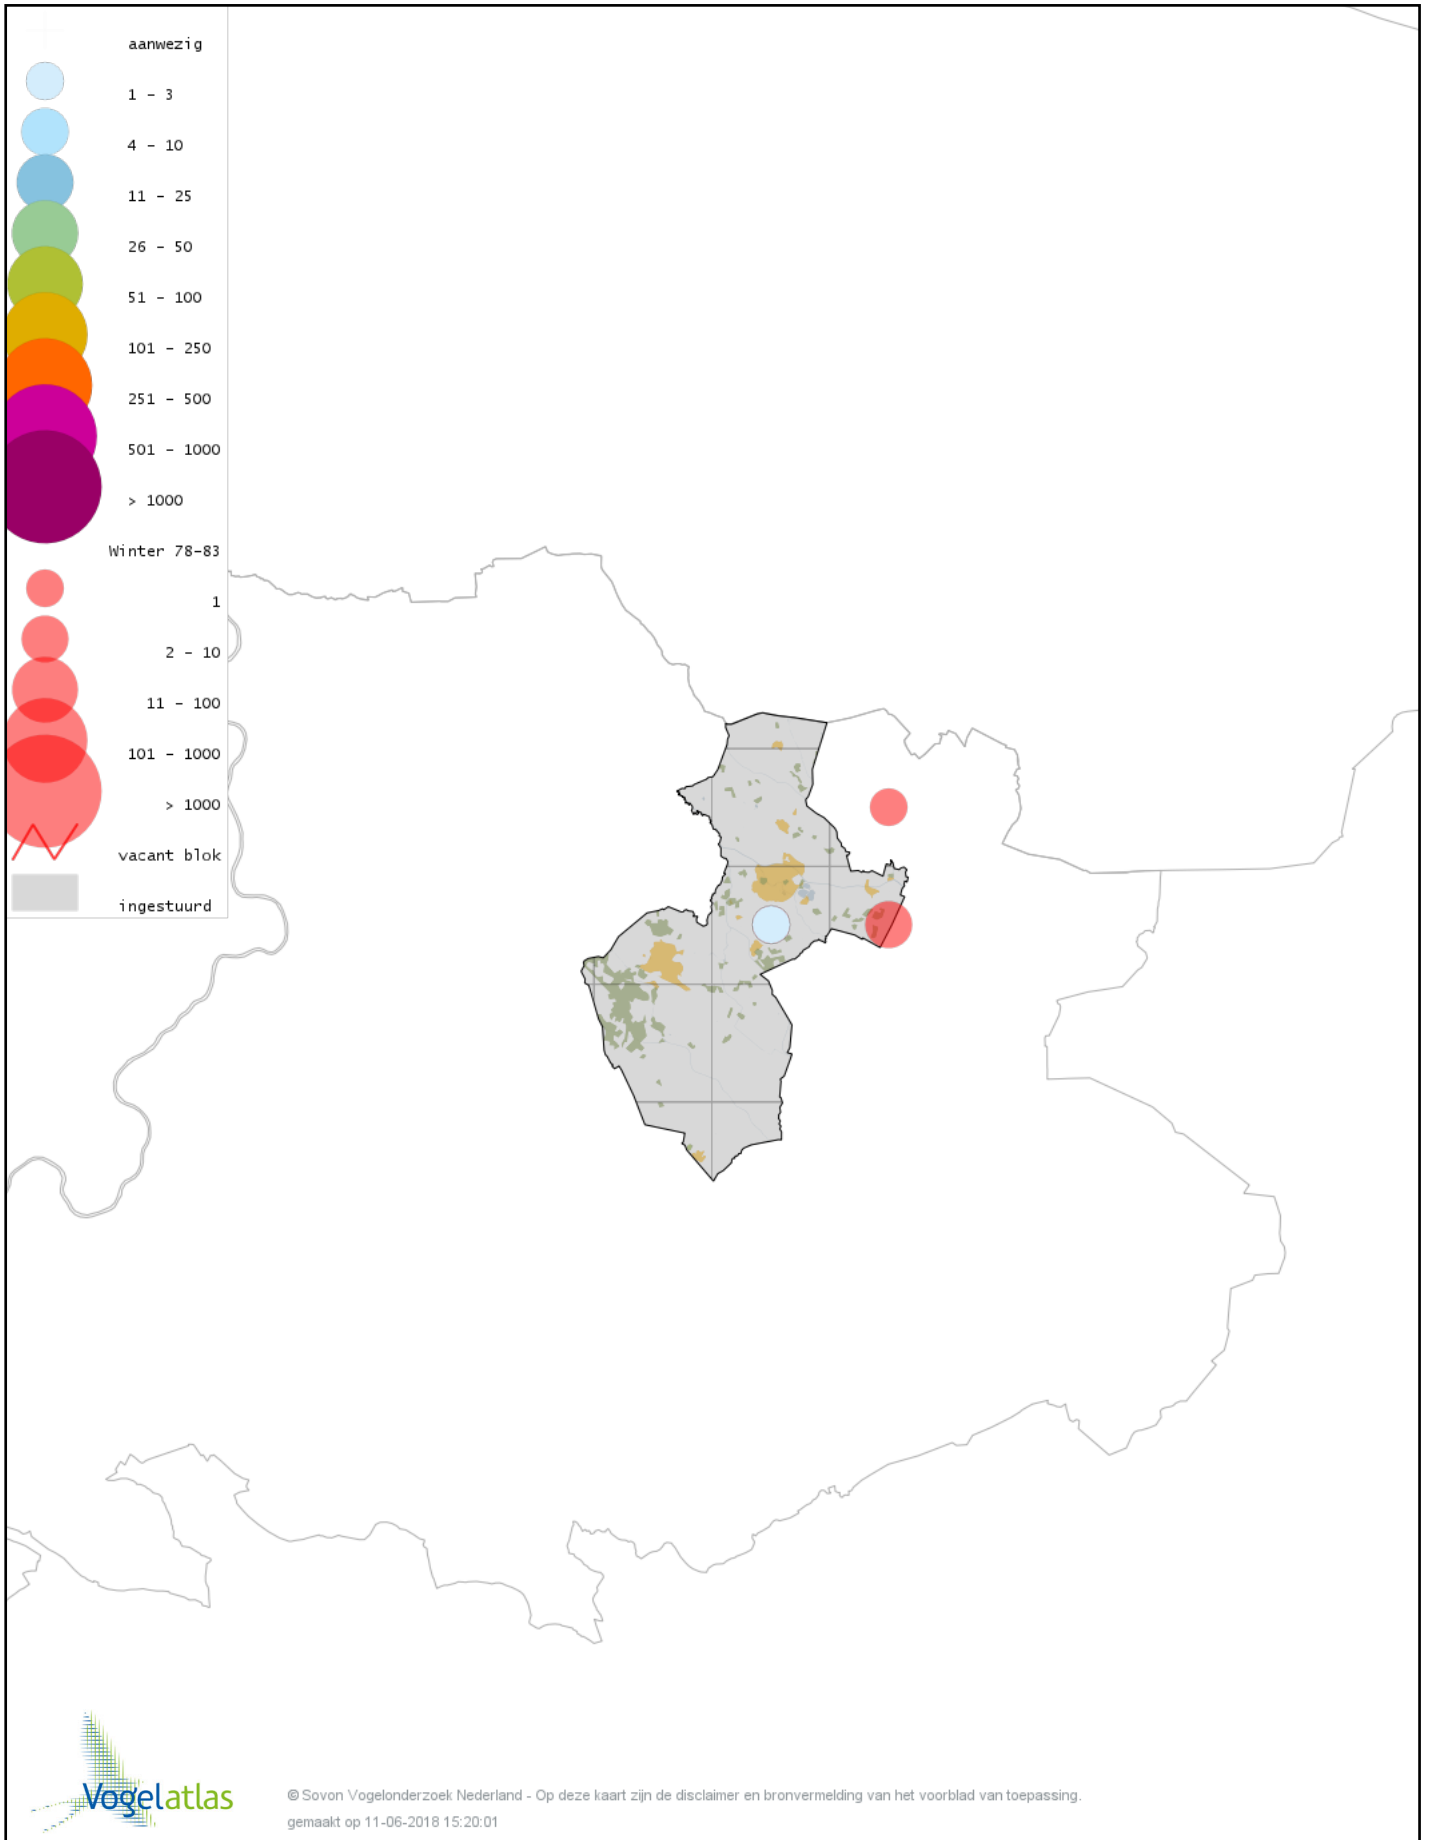 aanwezig
1 - 3
4 - 10
11 - 25
26 - 50
51 - 100
101 - 250
251 - 500
501 - 1000
> 1000
Winter 78-83
1
2 - 10
11 - 100
101 - 1000
> 1000
vacant blok
ingestuurd
Vogelatlas
© Sovon Vogelonderzoek Nederland - Op deze kaart zijn de disclaimer en bronvermelding van het voorblad van toepassing.
gemaakt op 11-06-2018 15:20:01